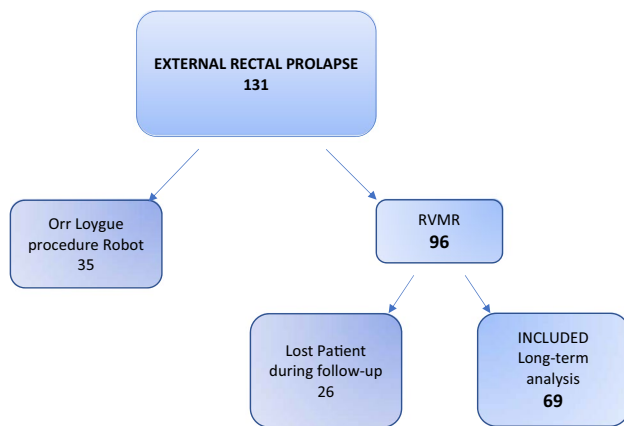 EXTERNAL RECTAL PROLAPSE
131
Orr Loygue
procedure Robot
35
RVMR
96
Lost Patient
during follow-up
26
INCLUDED
Long-term
analysis
69